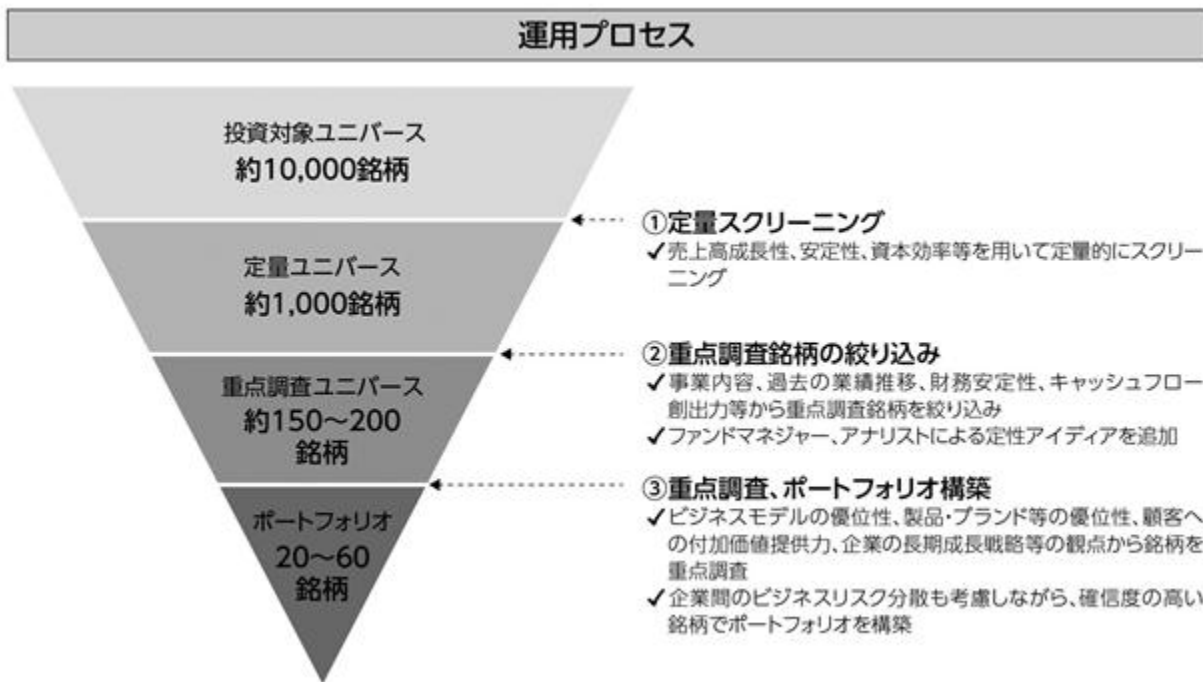 運用プロセス
投資対象ユニバース
約10,000銘柄
定量ユニバース
約1,000銘柄
重点調査ユニバース
約150～200
銘柄
ポートフォリオ
20～60
銘柄
①定量スクリーニング
✓売上高成長性、安定性、資本効率等を用いて定量的にスクリー
ニング
②重点調査銘柄の絞り込み
✓事業内容、過去の業績推移、財務安定性、キャッシュフロー
創出力等から重点調査銘柄を絞り込み
✓ファンドマネジャー、アナリストによる定性アイディアを追加
③重点調査、ポートフォリオ構築
✓ビジネスモデルの優位性、製品・ブランド等の優位性、顧客へ
の付加価値提供力、企業の長期成長戦略等の観点から銘柄を
重点調査
✓企業間のビジネスリスク分散も考慮しながら、確信度の高い
銘柄でポートフォリオを構築